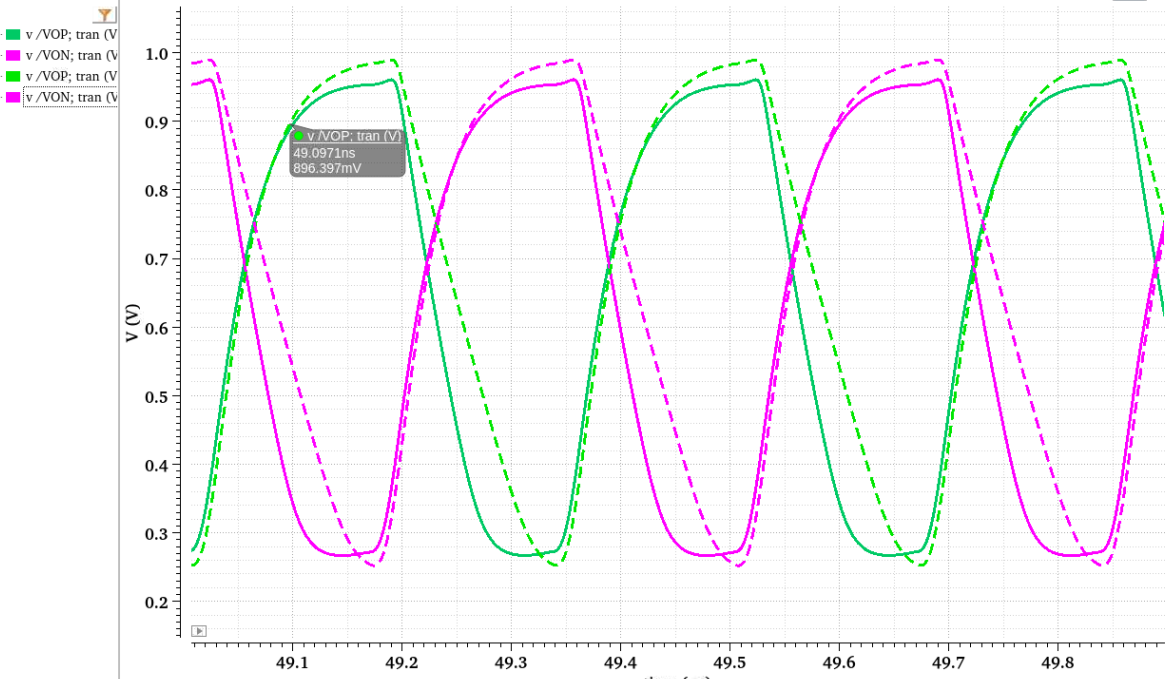 v /VOP; tran (V
v /VON; tran (V
v /VOP; tran (V
v /VON; tran (V
1.0
0.9
0.8
0.7
0.6
0.5
0.4
0.3
0.2
V (V)
v /VOP; tran (V)
49.0971ns
896.397mV
49.1 49.2 49.3 49.4 49.5 49.6 49.7 49.8